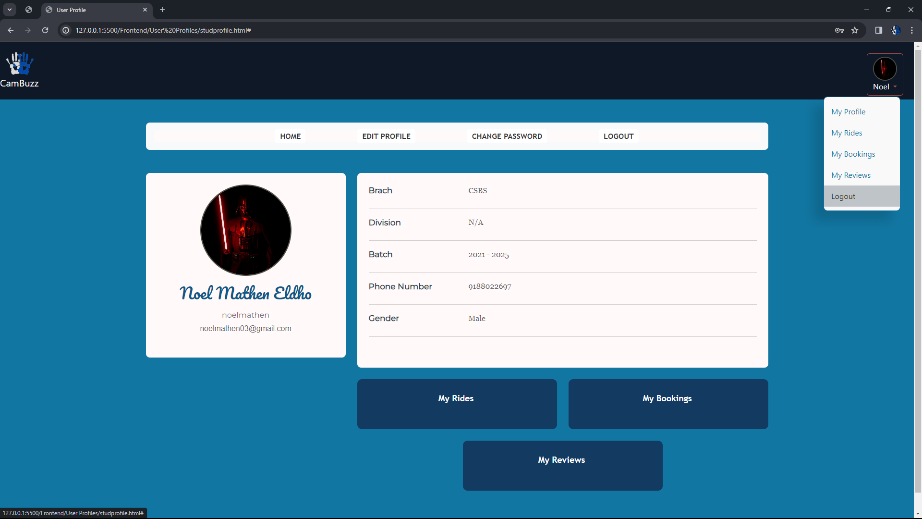 User Profile
127.0.0.1:5500/Frontend/User%20Profiles/studprofile.html#
CamBuzz
Noel
My Profile
My Rides
My Bookings
My Reviews
Logout
HOME EDIT PROFILE CHANGE PASSWORD LOGOUT
Noel Mathen Eldho
noelmathen
noelmathen03@gmail.com
Brach CSBS
Division N/A
Batch 2021 - 2025
Phone Number 9188022697
Gender Male
My Rides My Bookings
My Reviews
127.0.0.1:5500/Frontend/User Profiles/studprofile.html#